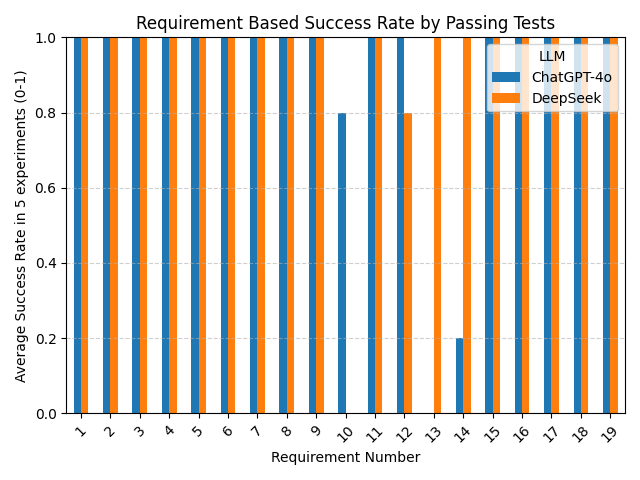 Requirement Based Success Rate by Passing Tests
Average Success Rate in 5 experiments (0-1)
1.0
0.8
0.6
0.4
0.2
0.0
LLM
ChatGPT-4o
DeepSeek
1 2 3 4 5 6 7 8 9 10 11 12 13 14 15 16 17 18 19
Requirement Number